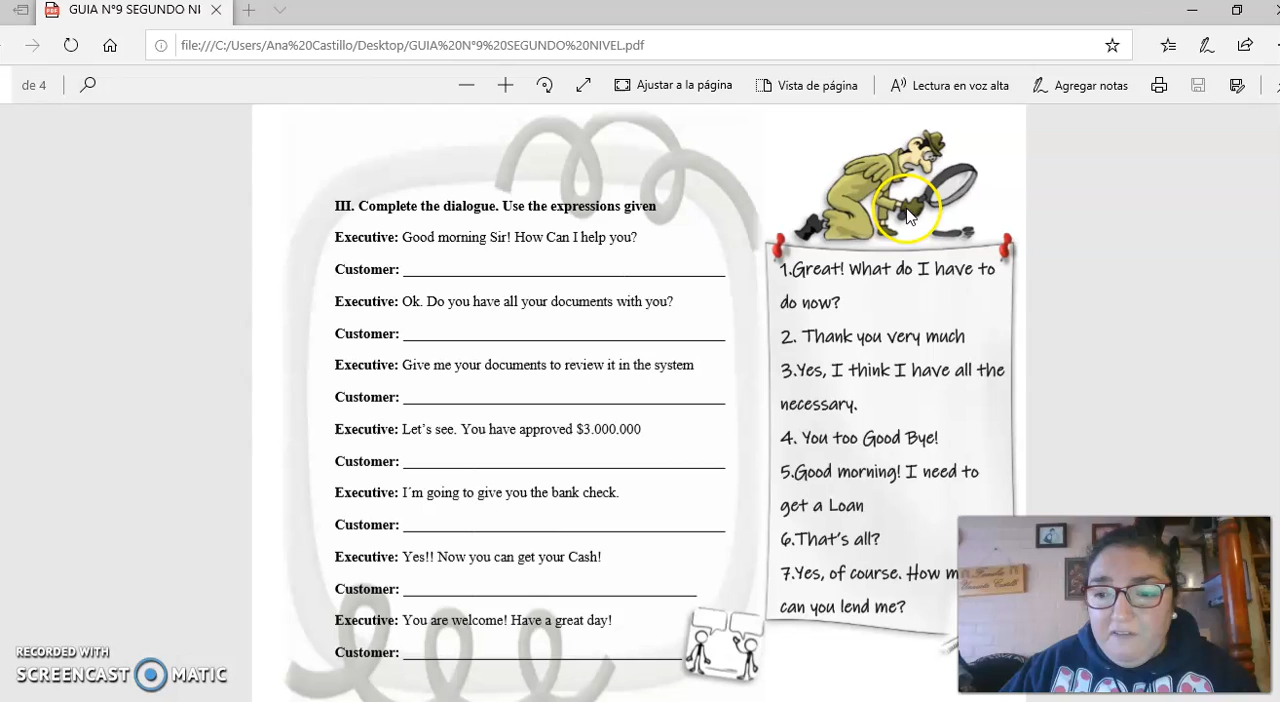 GUIA Nº9 SEGUNDO NI
file:///C:/Users/Ana%20Castillo/Desktop/GUIA%20N°9%20SEGUNDO%20NIVEL.pdf
de 4
Ajustar a la página
Vista de página
Lectura en voz alta
Agregar notas
III. Complete the dialogue. Use the expressions given
Executive: Good morning Sir! How Can I help you?
Customer:
Executive: Ok. Do you have all your documents with you?
Customer:
Executive: Give me your documents to review it in the system
Customer:
Executive: Let's see. You have approved $3.000.000
Customer:
Executive: I´m going to give you the bank check.
Customer:
Executive: Yes!! Now you can get your Cash!
Customer:
Executive: You are welcome! Have a great day!
Customer:
1.Great! What do I have to
do now?
2. Thank you very much
3.Yes, I think I have all the
necessary.
4. You too Good Bye!
5.Good morning! I need to
get a Loan
6.That's all?
7.Yes, of course. How m
can you lend me?
RECORDED WITH
SCREENCAST MATIC